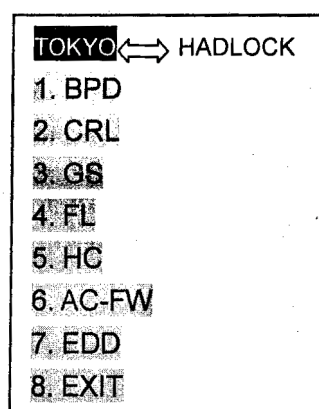 TOKYO ⇔ HADLOCK
1. BPD
2. CRL
3. GS
4. FL
5. HC
6. AC-FW
7. EDD
8. EXIT